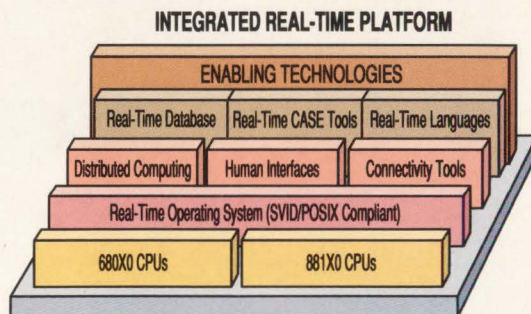 INTEGRATED REAL-TIME PLATFORM
ENABLING TECHNOLOGIES
Real-Time Database Real-Time CASE Tools Real-Time Languages
Distributed Computing Human Interfaces Connectivity Tools
Real-Time Operating System (SVID/POSIX Compliant)
680X0 CPUs 881X0 CPUs